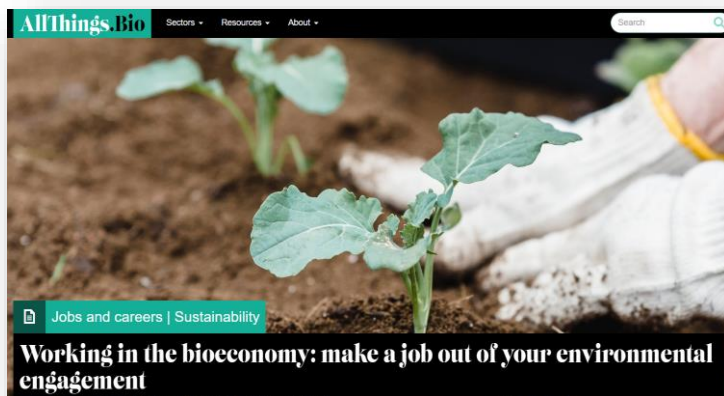 AllThings.Bio
Sectors
Resources
About
Search
Jobs and careers | Sustainability
Working in the bioeconomy: make a job out of your environmental
engagement